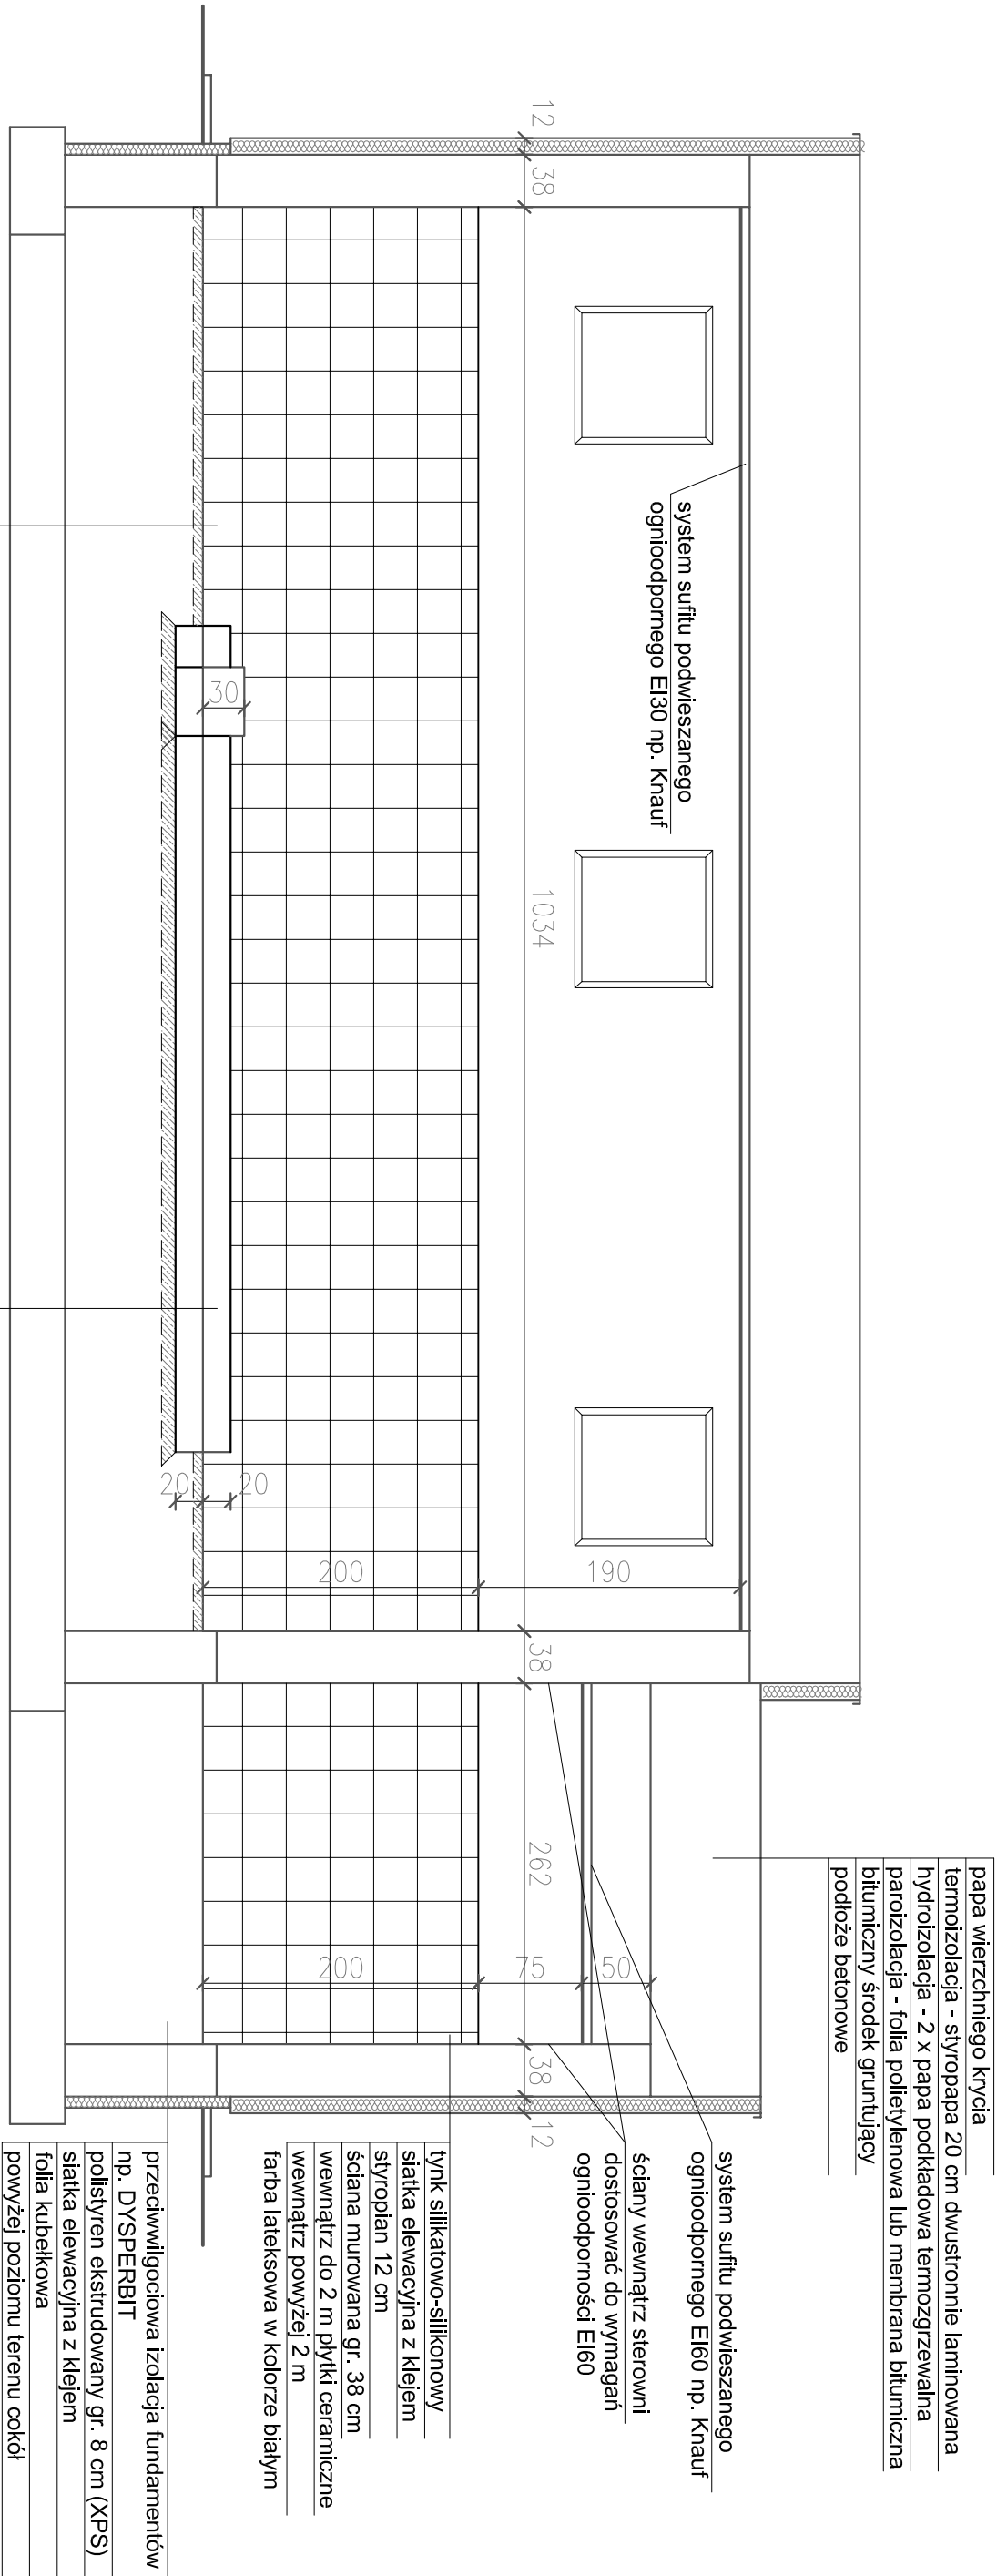 papa wierzchniego krycia
termoizolacja - styropapa 20 cm dwustronnie laminowana
hydroizolacja - 2 x papa podkładowa termozgrzewalna
paroizolacja - folia polietylenowa lub membrana bitumiczna
bitumiczny środek gruntujący
podłoże betonowe
system sufitu podwieszanego
ognioodpornego EI30 np. Knauf
system sufitu podwieszanego
ognioodpornego EI60 np. Knauf
ściany wewnątrz sterowni
dostosować do wymagań
ognioodporności EI60
12
38
1034
38
262
38
12
190
200
50
75
200
30
20
20
tynk silikatowo-silikonowy
siatka elewacyjna z klejem
styropian 12 cm
ściana murowana gr. 38 cm
wewnątrz do 2 m płytki ceramiczne
wewnątrz powyżej 2 m
farba lateksowa w kolorze białym
przeciwwilgociowa izolacja fundamentów
np. DYSPERBIT
polistyren ekstrudowany gr. 8 cm (XPS)
siatka elewacyjna z klejem
folia kubełkowa
powyżej poziomu terenu cokół